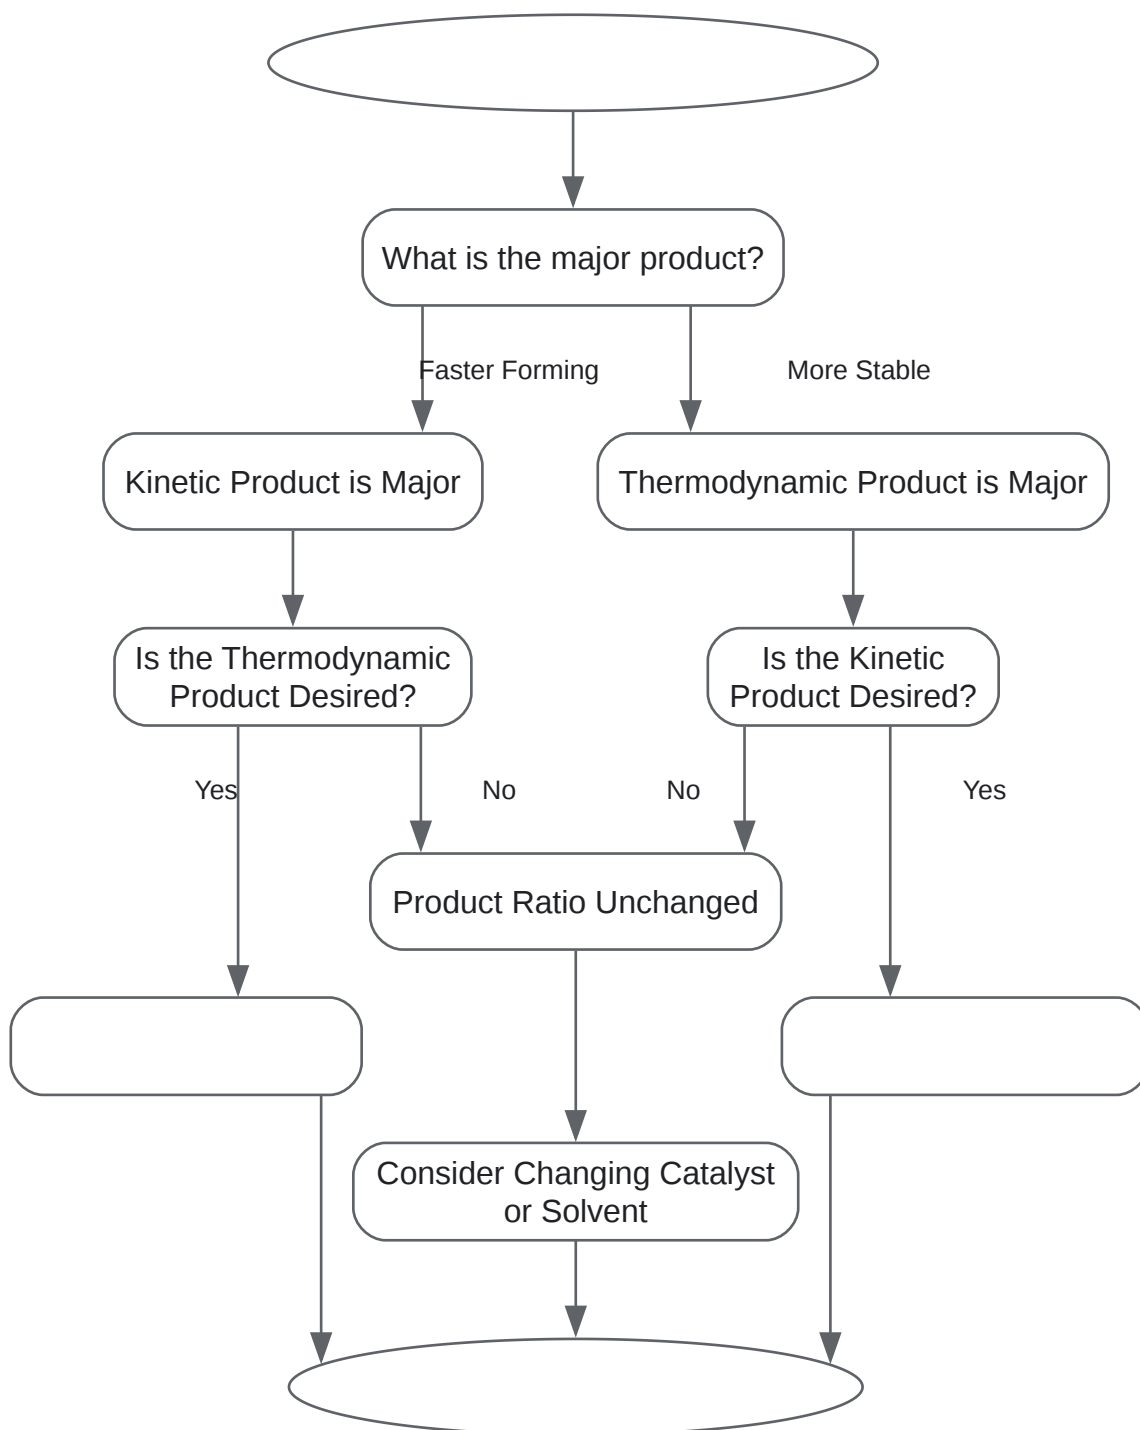 What is the major product?
Faster Forming
More Stable
Kinetic Product is Major
Thermodynamic Product is Major
Is the Thermodynamic
Product Desired?
Is the Kinetic
Product Desired?
Yes
No
No
Yes
Product Ratio Unchanged
Consider Changing Catalyst
or Solvent